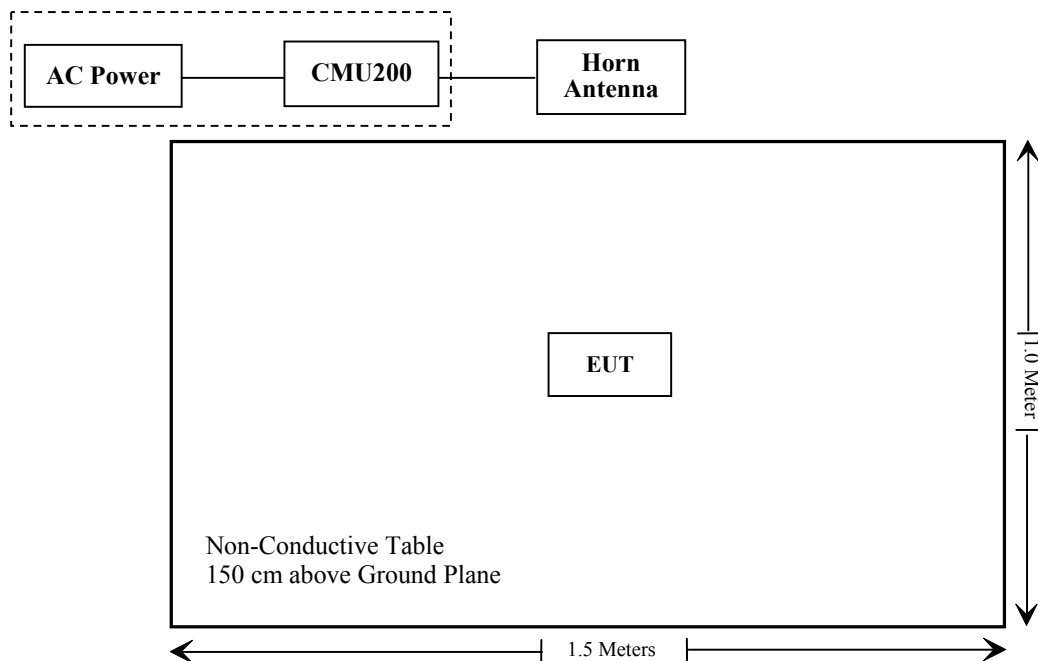 AC Power
CMU200
Horn
Antenna
EUT
1.0 Meter
Non-Conductive Table
150 cm above Ground Plane
1.5 Meters